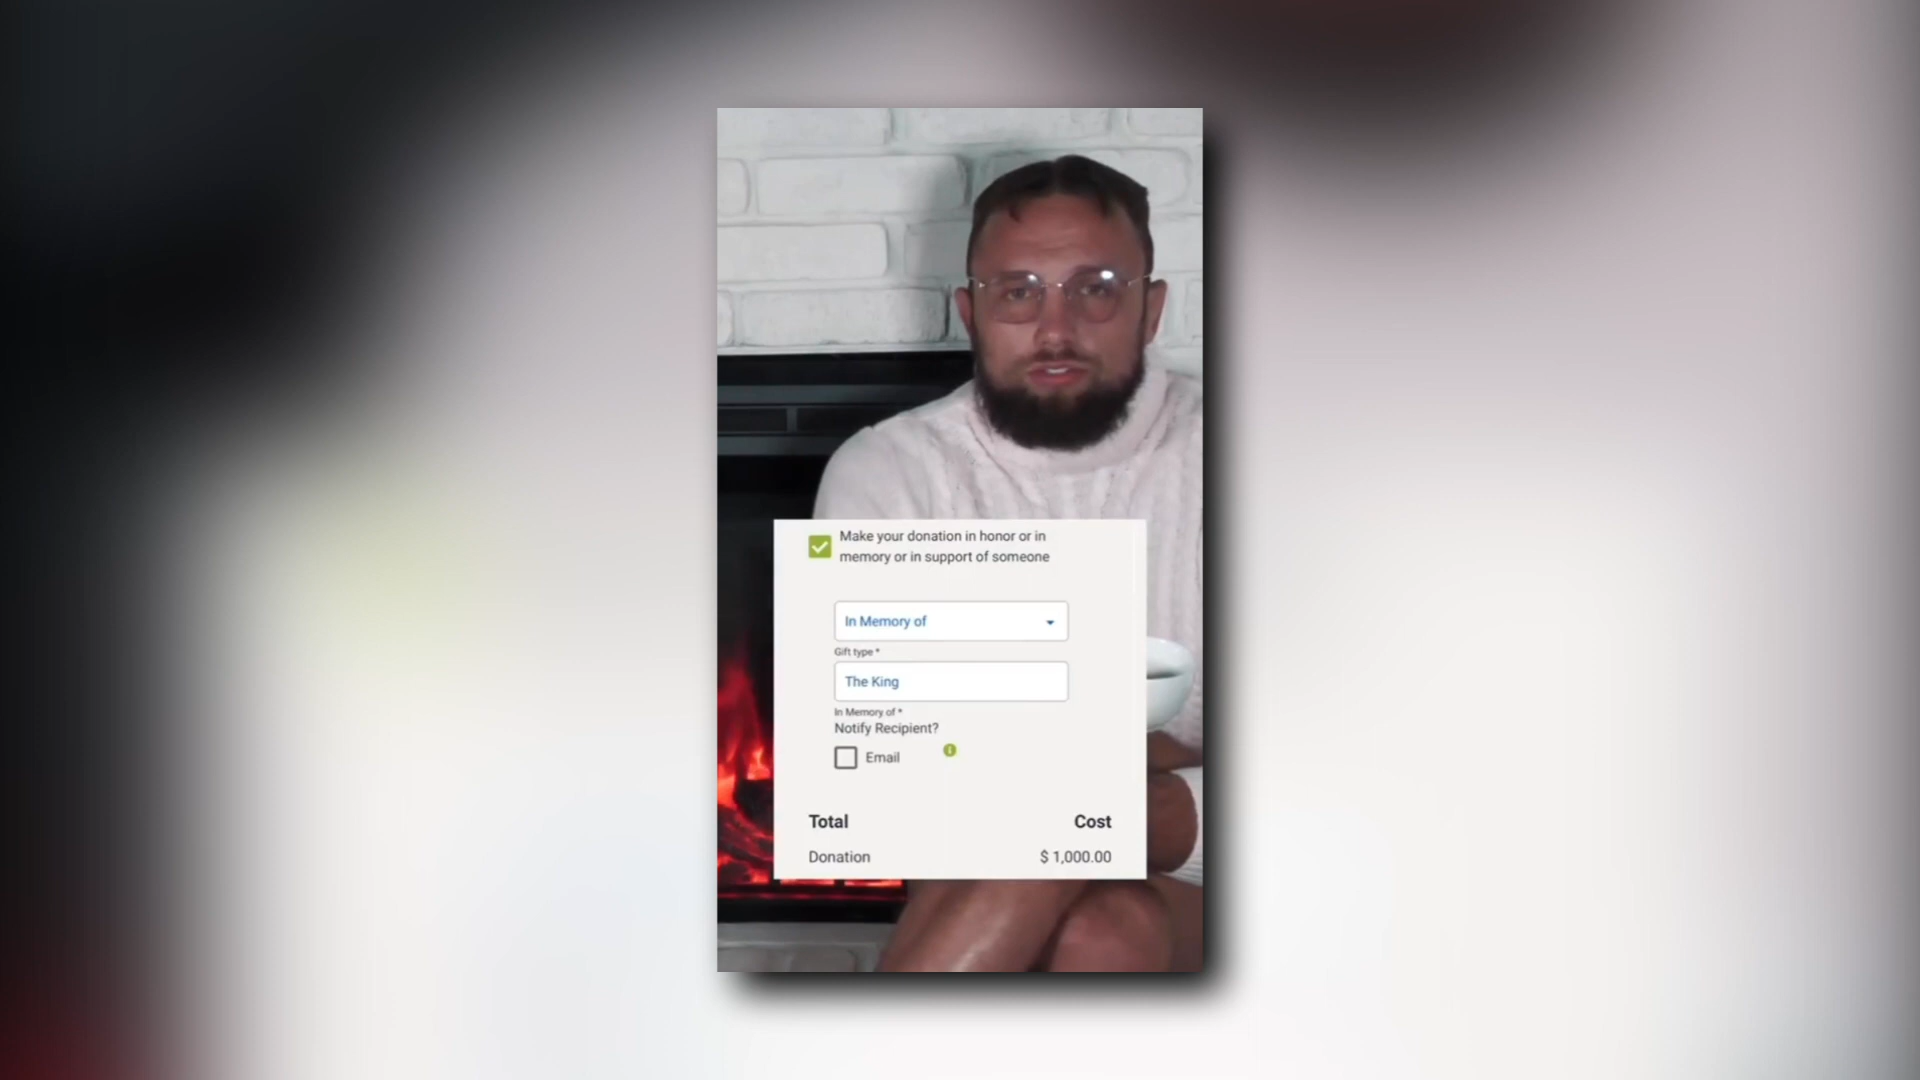 Make your donation in honor or in
memory or in support of someone
In Memory of
Gift type *
The King
In Memory of *
Notify Recipient?
Email
Total Cost
Donation $ 1,000.00